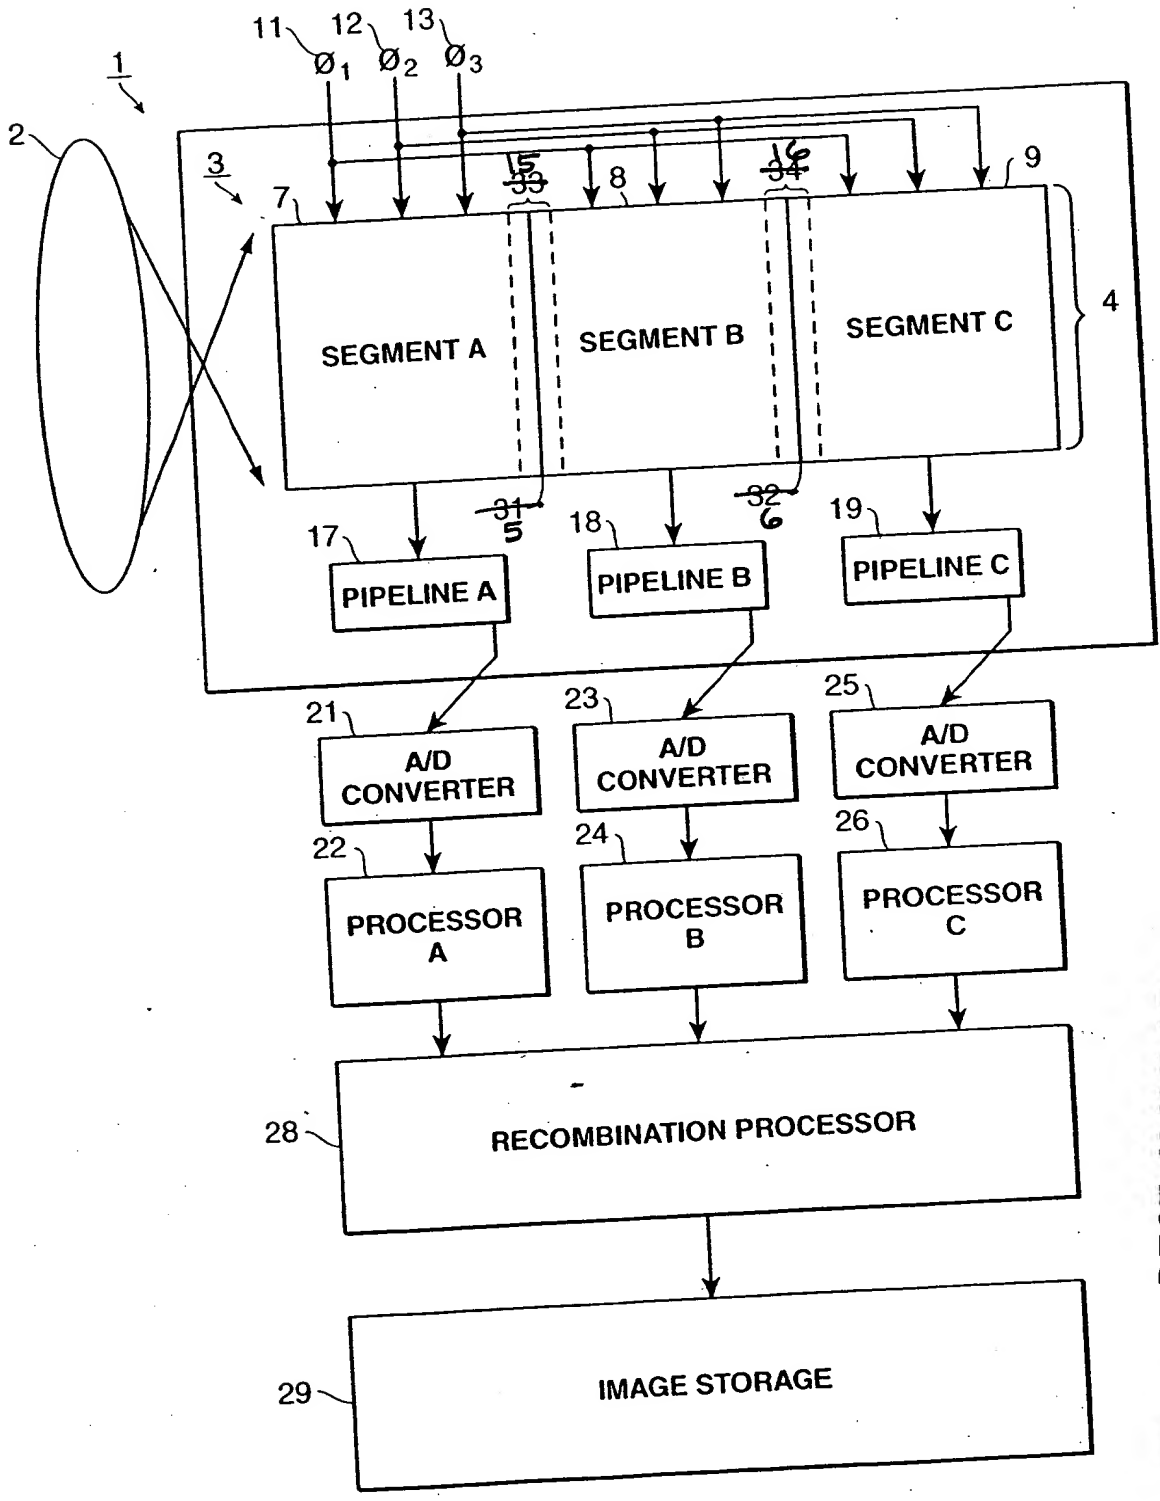 11 12 13
Ø1 Ø2 Ø3
1
2
3
15 16
33 34
7 8 9
SEGMENT A SEGMENT B SEGMENT C
4
31 32
5 6
17 18 19
PIPELINE A PIPELINE B PIPELINE C
21 23 25
A/D
CONVERTER
A/D
CONVERTER
A/D
CONVERTER
22 24 26
PROCESSOR
A
PROCESSOR
B
PROCESSOR
C
28
RECOMBINATION PROCESSOR
29
IMAGE STORAGE